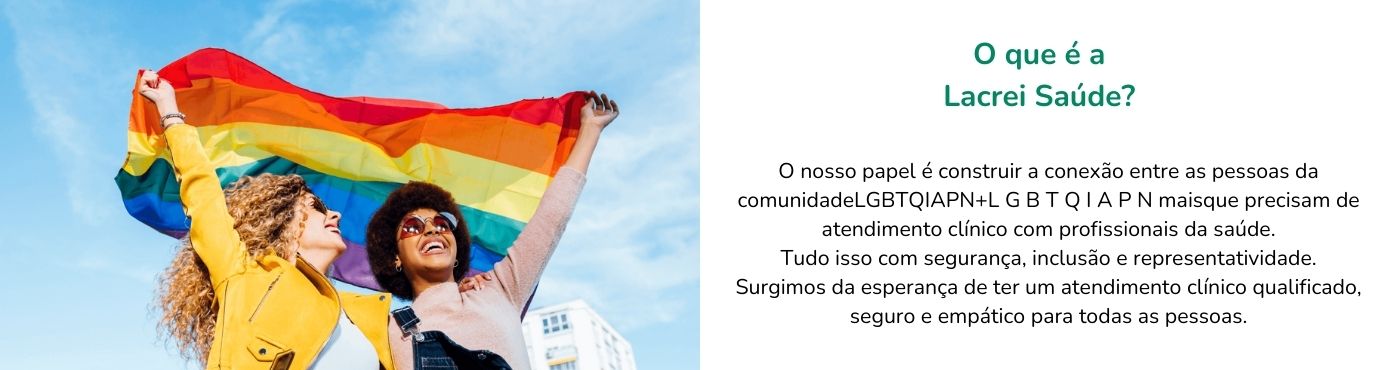 O que é a
Lacrei Saúde?
O nosso papel é construir a conexão entre as pessoas da
comunidadeLGBTQIAPN+L G B T Q I A P N maisque precisam de
atendimento clínico com profissionais da saúde.
Tudo isso com segurança, inclusão e representatividade.
Surgimos da esperança de ter um atendimento clínico qualificado,
seguro e empático para todas as pessoas.